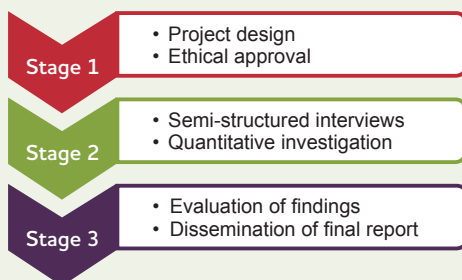 Stage 1
• Project design
• Ethical approval
Stage 2
• Semi-structured interviews
• Quantitative investigation
Stage 3
• Evaluation of findings
• Dissemination of final report